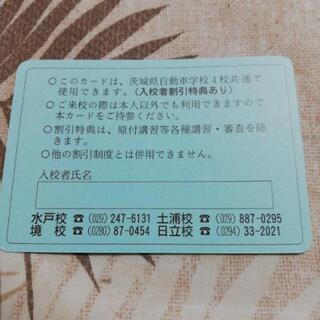 ○このカードは、茨城県自動車学校4校共通で
使用できます。(入校者割引特典あり)
○ご来校の際は本人以外でも利用できますので
本カードをご持参ください。
○割引特典は、原付講習等各種講習・審査を除
きます。
○他の割引制度とは併用できません。
入校者氏名
水戸校 ☎(029)247-6131 土浦校 ☎(029)887-0295
境 校 ☎(0280)87-0454 日立校 ☎(0294)33-2021